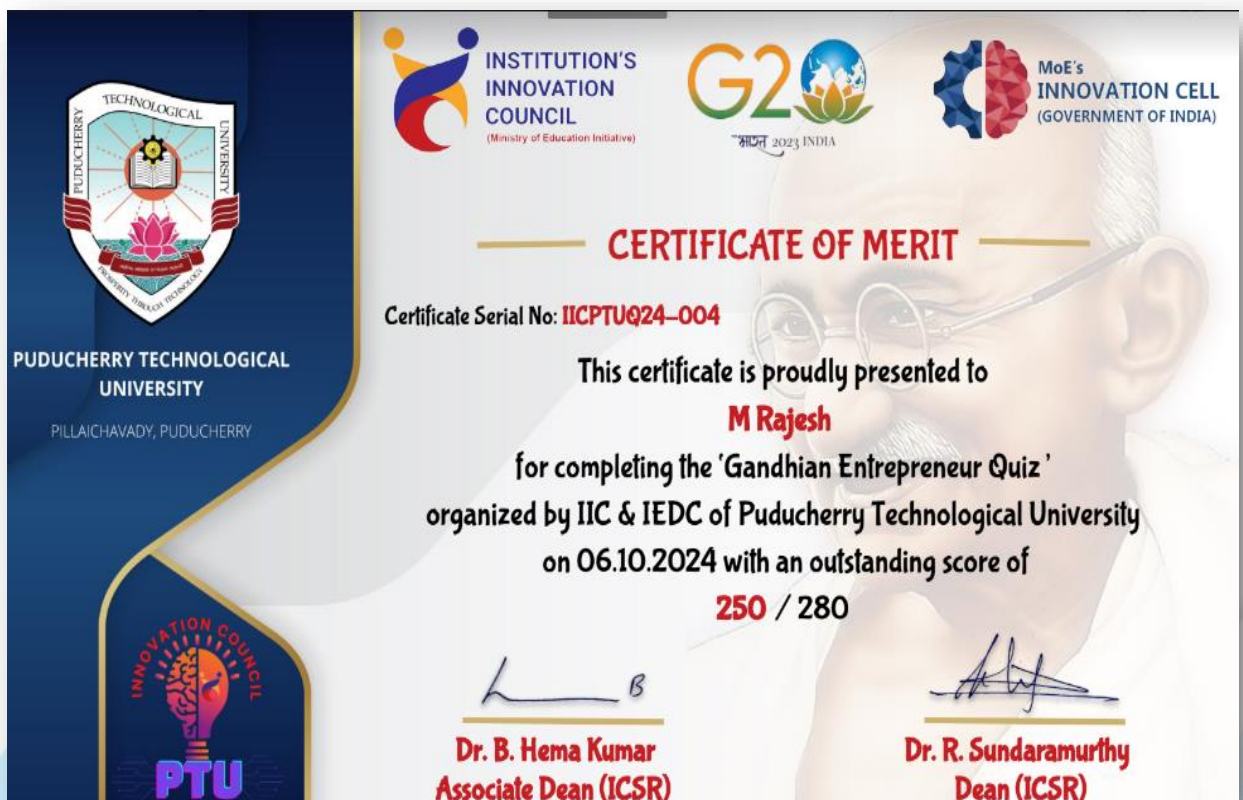 TECHNOLOGICAL
PUDUCHERRY
UNIVERSITY
PROSPERITY THROUGH TECHNOLOGY
PUDUCHERRY TECHNOLOGICAL
UNIVERSITY
PILLAICHAVADY, PUDUCHERRY
INNOVATION COUNCIL
PTU
INSTITUTION'S
INNOVATION
COUNCIL
(Ministry of Education Initiative)
G20
भारत 2023 INDIA
MoE's
INNOVATION CELL
(GOVERNMENT OF INDIA)
CERTIFICATE OF MERIT
Certificate Serial No: IICPTUQ24-004
This certificate is proudly presented to
M Rajesh
for completing the 'Gandhian Entrepreneur Quiz '
organized by IIC & IEDC of Puducherry Technological University
on 06.10.2024 with an outstanding score of
250 / 280
B
Dr. B. Hema Kumar
Associate Dean (ICSR)
Dr. R. Sundaramurthy
Dean (ICSR)